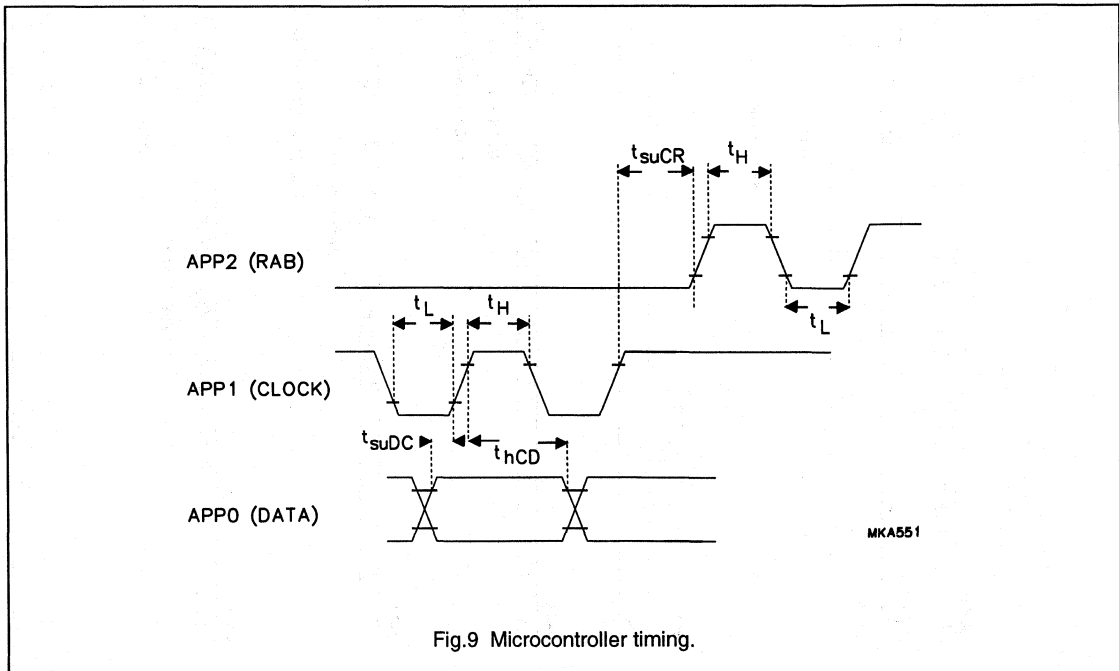 tsuCR
tH
APP2 (RAB)
tL
tH
tL
APP1 (CLOCK)
tsuDC
thCD
APP0 (DATA)
MKA551
Fig.9 Microcontroller timing.